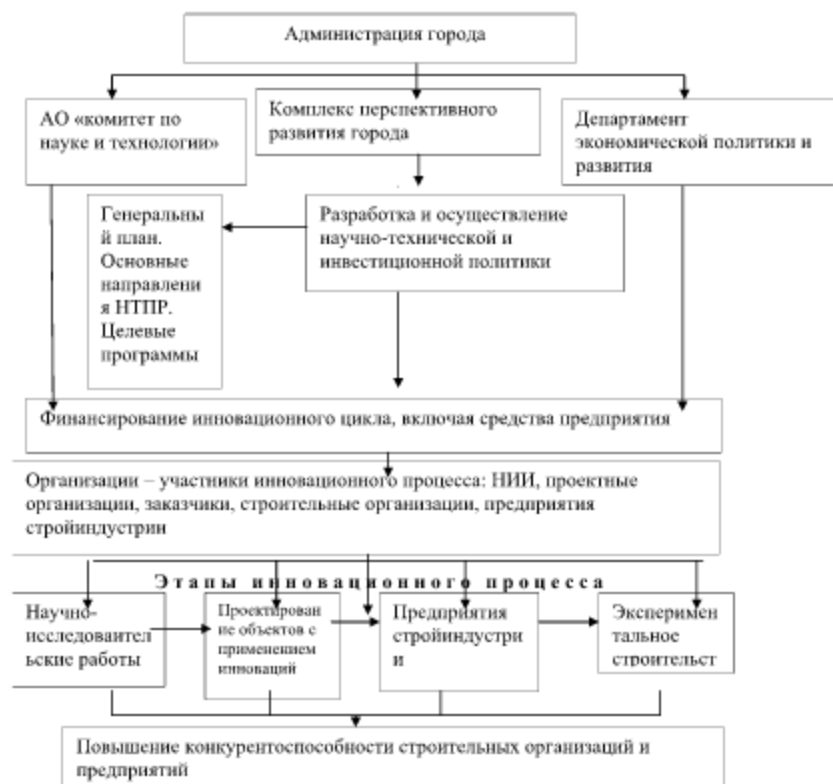 Администрация города
АО «комитет по
науке и технологии»
Комплекс перспективного
развития города
Департамент
экономической политики и
развития
Генеральны
й план.
Основные
направлени
я НТПР.
Целевые
программы
Разработка и осуществление
научно-технической и
инвестиционной политики
Финансирование инновационного цикла, включая средства предприятия
Организации – участники инновационного процесса: НИИ, проектные
организации, заказчики, строительные организации, предприятия
стройиндустрии
Этапы инновационного процесса
Научно-
исследоваител
ьские работы
Проектирован
ие объектов с
применением
инноваций
Предприятия
стройиндустри
и
Эксперимен
тальное
строительст
Повышение конкурентоспособности строительных организаций и
предприятий